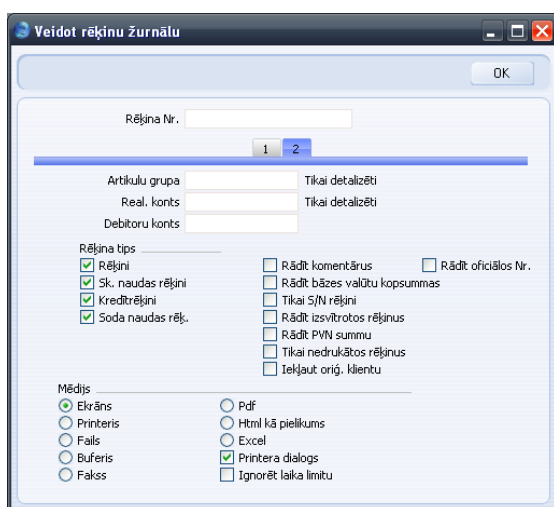 Veidot rēķinu žurnālu
OK
Rēķina Nr.
1 2
Artikulu grupa Tikai detalizēti
Real. konts Tikai detalizēti
Debitoru konts
Rēķina tips
Rēķini Rādīt komentārus Rādīt oficiālos Nr.
Sk. naudas rēķini Rādīt bāzes valūtu kopsummas
Kredītrēķini Tikai S/N rēķini
Soda naudas rēķ. Rādīt izsvītrotos rēķinus
Rādīt PVN summu
Tikai nedrukātos rēķinus
Iekļaut oriģ. klientu
Mēdijs
Ekrāns Pdf
Printeris Html kā pielikums
Fails Excel
Buferis Printera dialogs
Fakss Ignorēt laika limitu